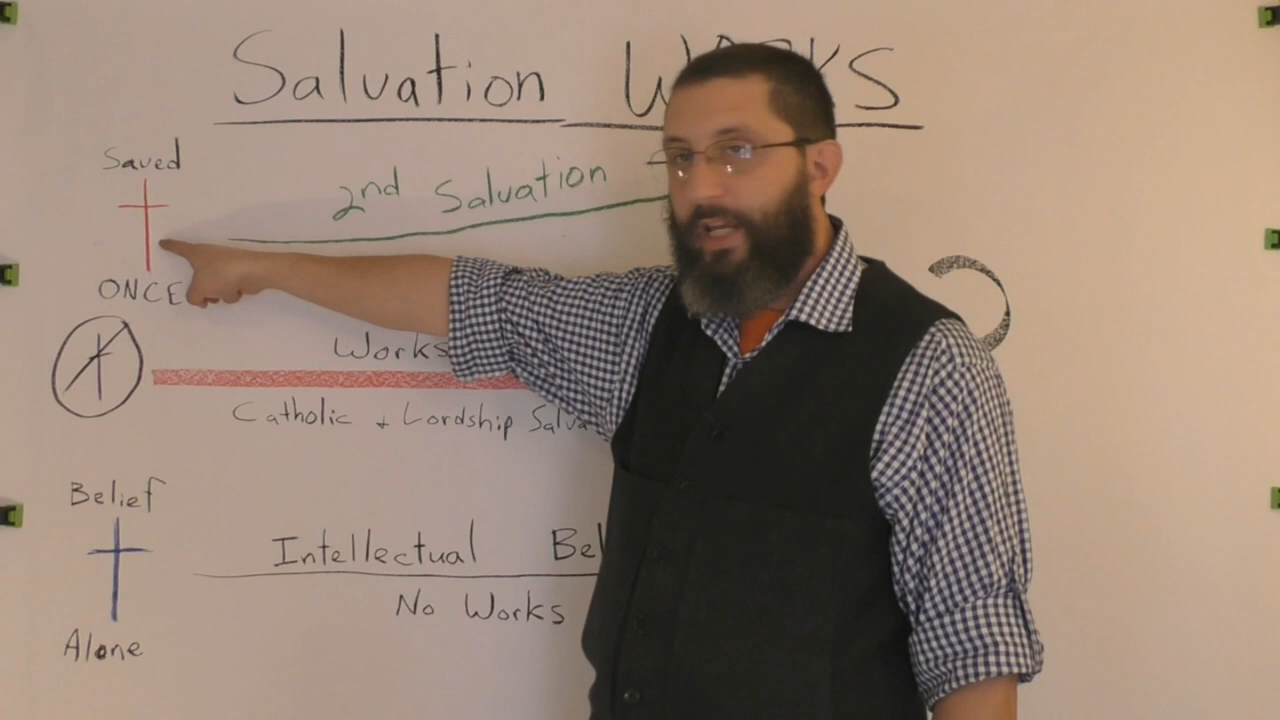 Salvation
Saved
2nd Salvation
ONCE
Works
Catholic + Lordship
Belief
Intellectual
No Works
Alone